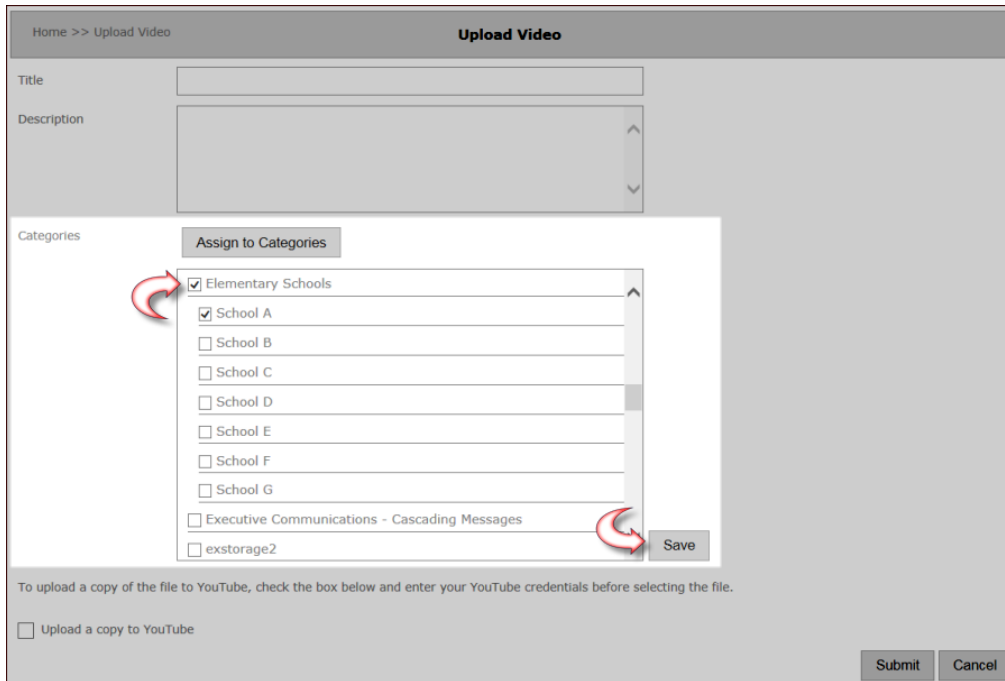 Home >> Upload Video
Upload Video
Title
Description
Categories
Assign to Categories
Elementary Schools
School A
School B
School C
School D
School E
School F
School G
Executive Communications - Cascading Messages
exstorage2
Save
To upload a copy of the file to YouTube, check the box below and enter your YouTube credentials before selecting the file.
Upload a copy to YouTube
Submit
Cancel